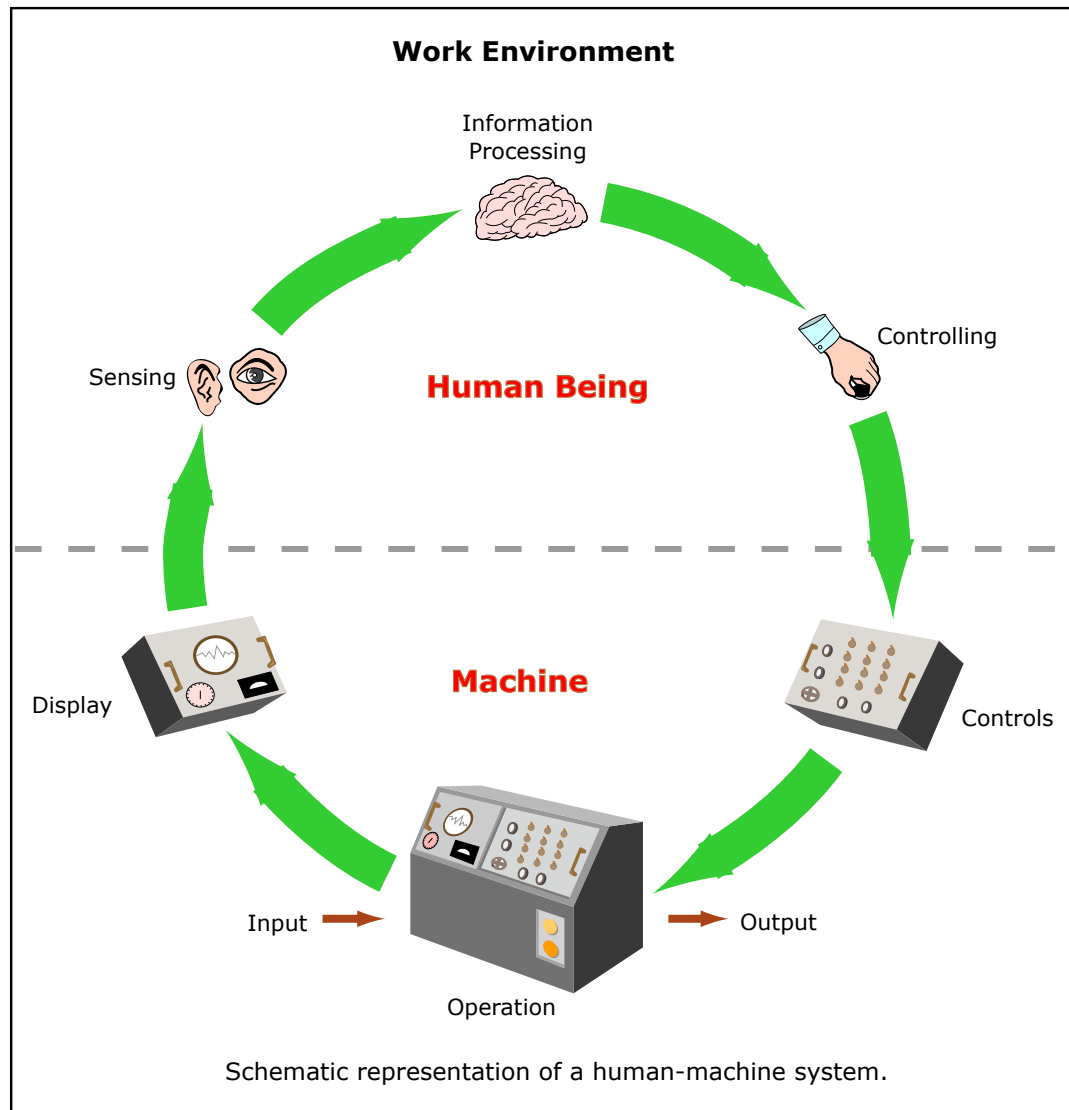 Work Environment
Information
Processing
Controlling
Sensing
Human Being
Machine
Display
Controls
Input
Output
Operation
Schematic representation of a human-machine system.